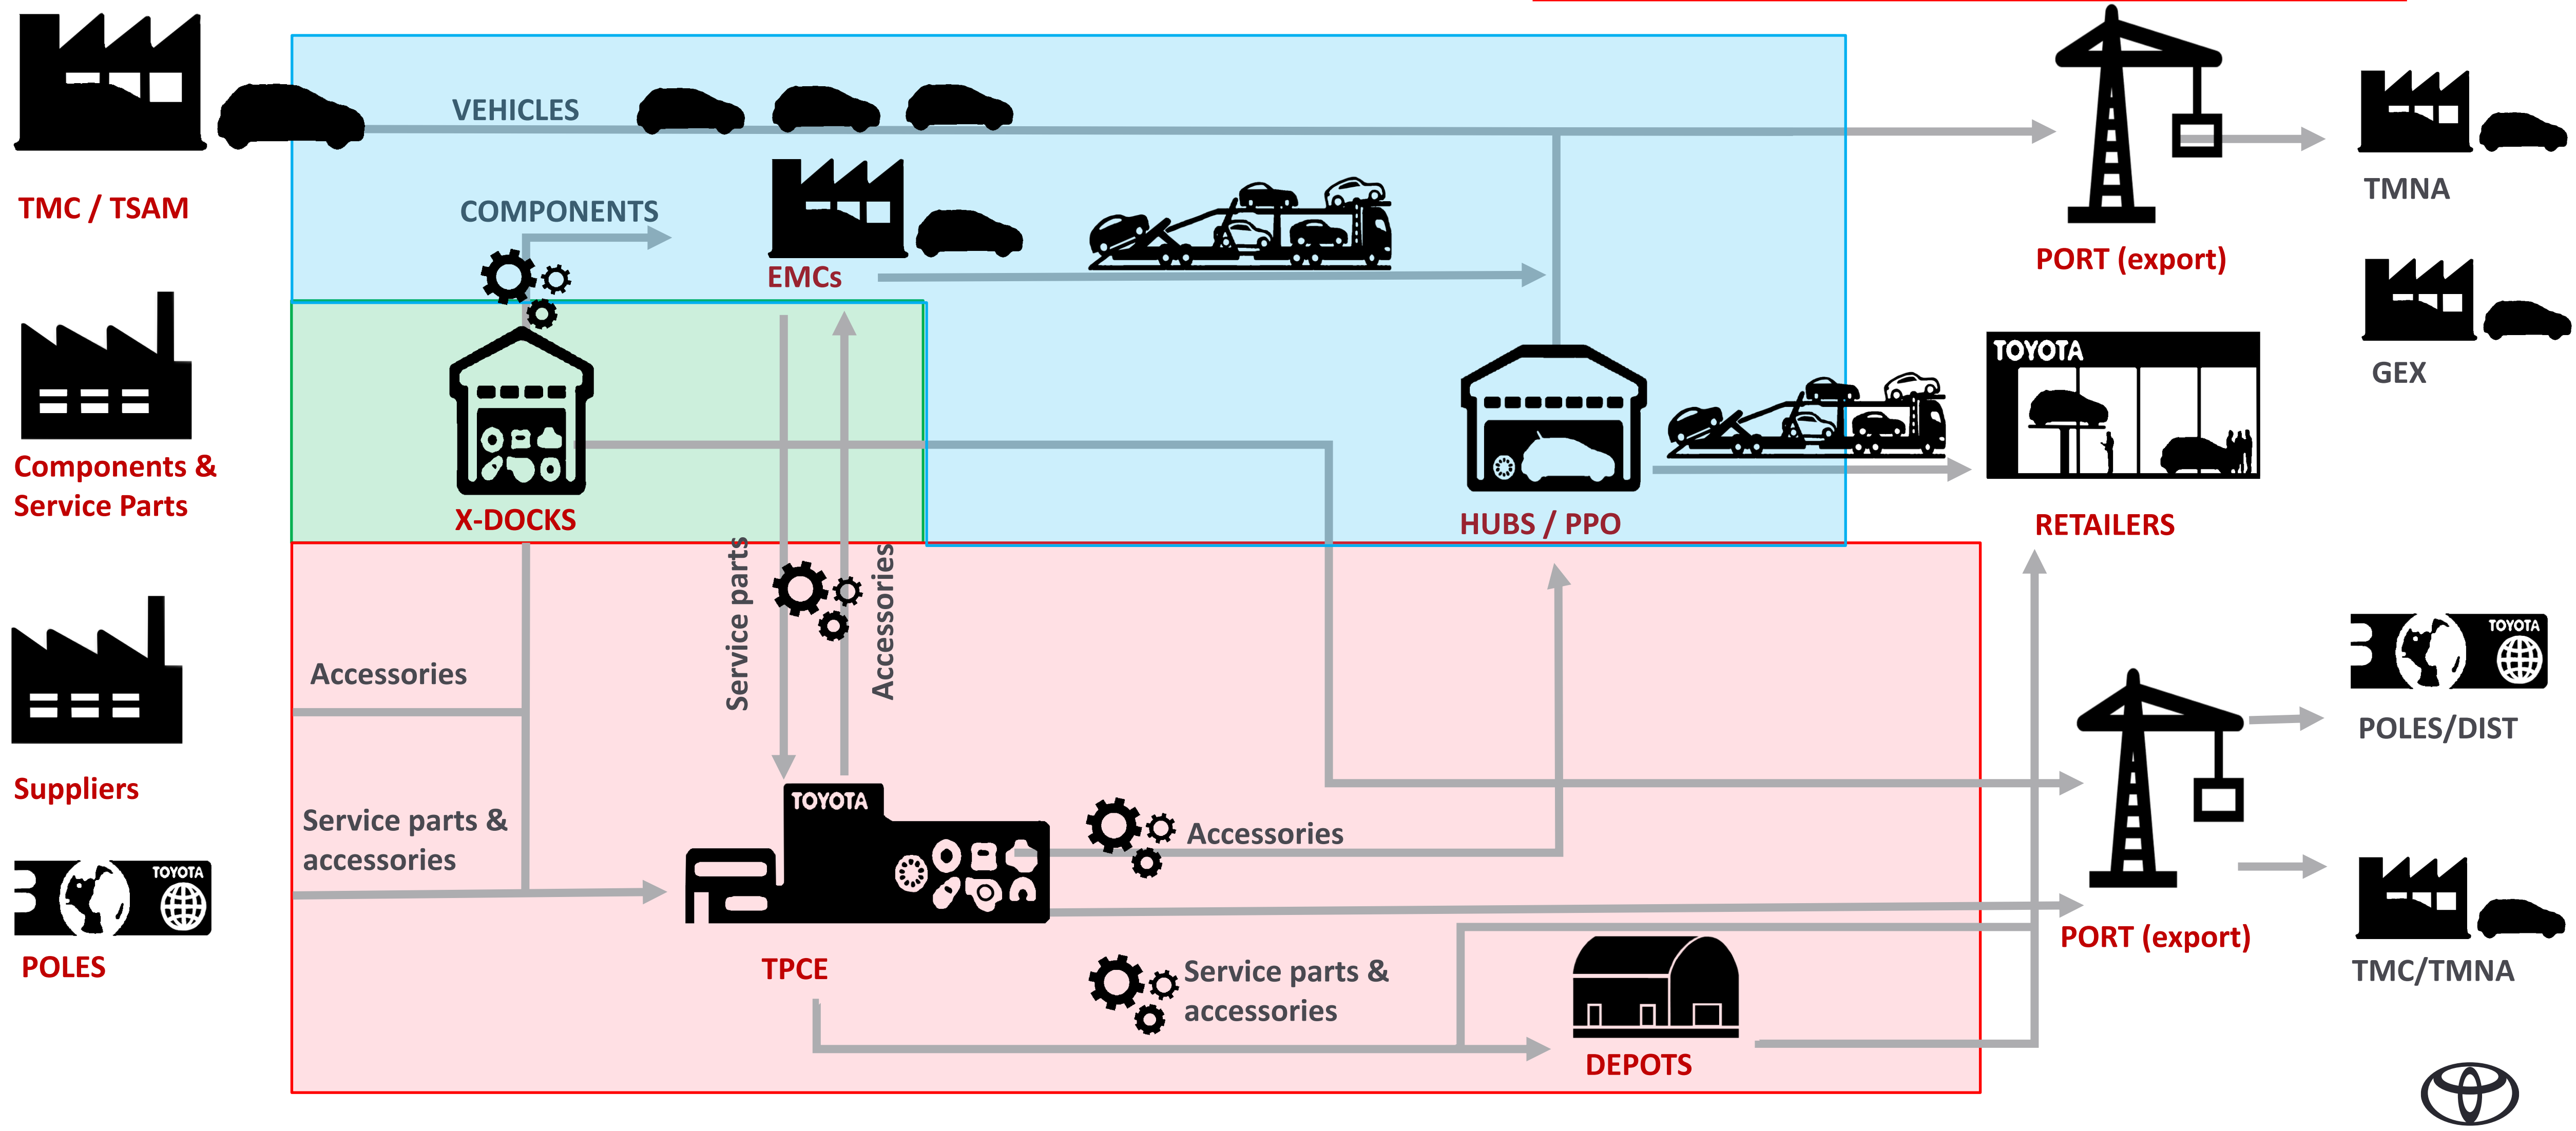 VEHICLES
TMC / TSAM
COMPONENTS
EMCs
PORT (export)
TMNA
GEX
TOYOTA
Components &
Service Parts
X-DOCKS
HUBS / PPO
RETAILERS
Service parts
Accessories
Accessories
Suppliers
TOYOTA
POLES/DIST
TOYOTA
Service parts &
accessories
Accessories
TOYOTA
POLES
TPCE
PORT (export)
TMC/TMNA
Service parts &
accessories
DEPOTS